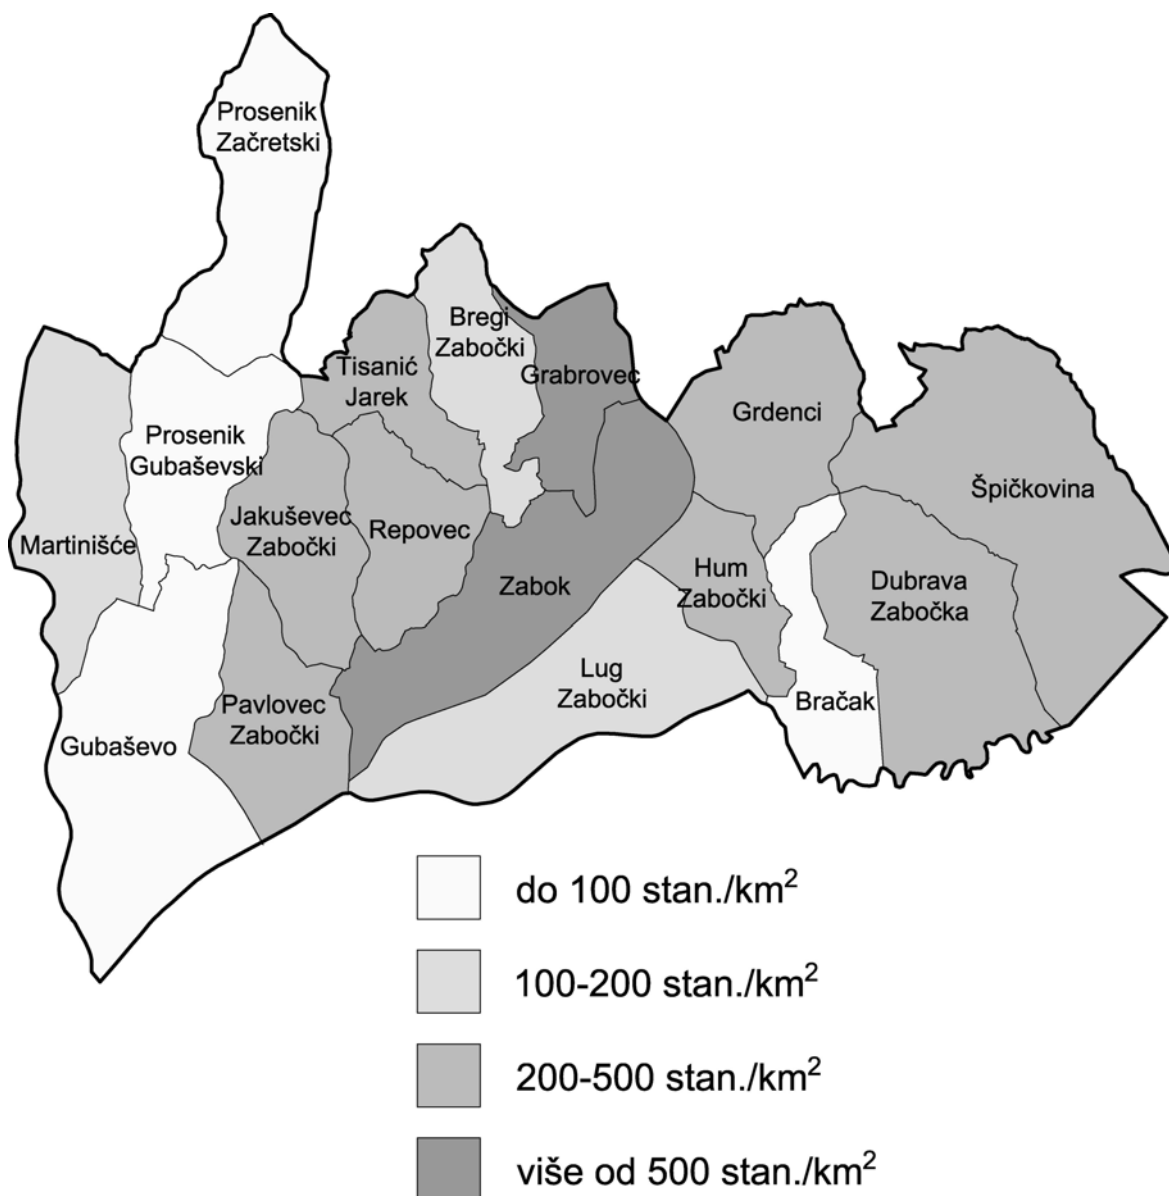 Prosenik
Začretski
Bregi
Zabočki
Tisanić
Jarek
Grabrovec
Grdenci
Prosenik
Gubaševski
Špičkovina
Martinišće
Jakuševec
Zabočki
Repovec
Zabok
Hum
Zabočki
Dubrava
Zabočka
Lug
Zabočki
Bračak
Pavlovec
Zabočki
Gubaševo
do 100 stan./km²
100-200 stan./km²
200-500 stan./km²
više od 500 stan./km²